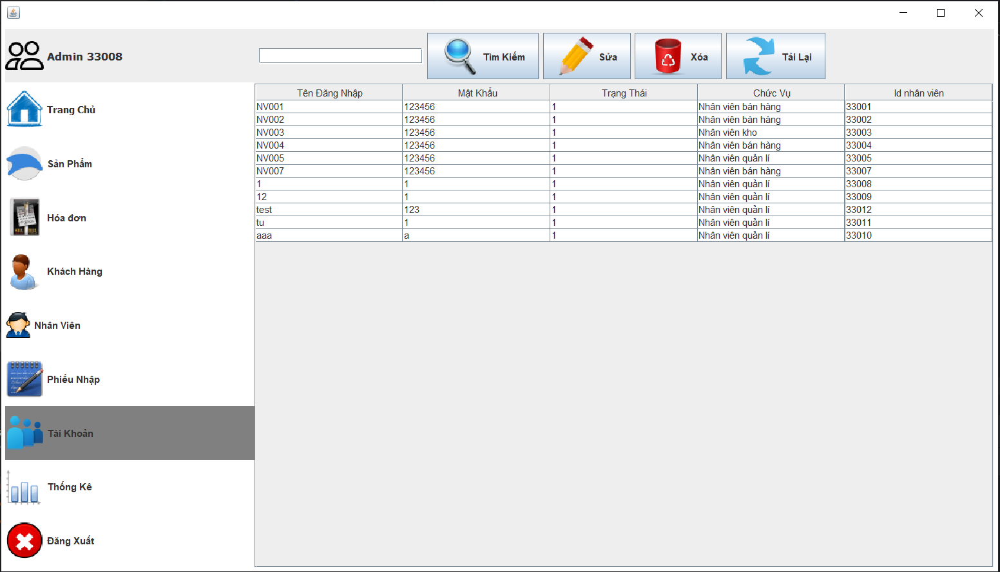 Admin 33008
Tìm Kiếm
Sửa
Xóa
Tải Lại
Trang Chủ
Sản Phẩm
Hóa đơn
Khách Hàng
Nhân Viên
Phiếu Nhập
Tài Khoản
Thống Kê
Đăng Xuất
Tên Đăng Nhập Mật Khẩu Trạng Thái Chức Vụ Id nhân viên
NV001 123456 1 Nhân viên bán hàng 33001
NV002 123456 1 Nhân viên bán hàng 33002
NV003 123456 1 Nhân viên kho 33003
NV004 123456 1 Nhân viên bán hàng 33004
NV005 123456 1 Nhân viên quản lí 33005
NV007 123456 1 Nhân viên bán hàng 33007
1 1 1 Nhân viên quản lí 33008
12 1 1 Nhân viên quản lí 33009
test 123 1 Nhân viên quản lí 33012
tu 1 1 Nhân viên quản lí 33011
aaa a 1 Nhân viên quản lí 33010